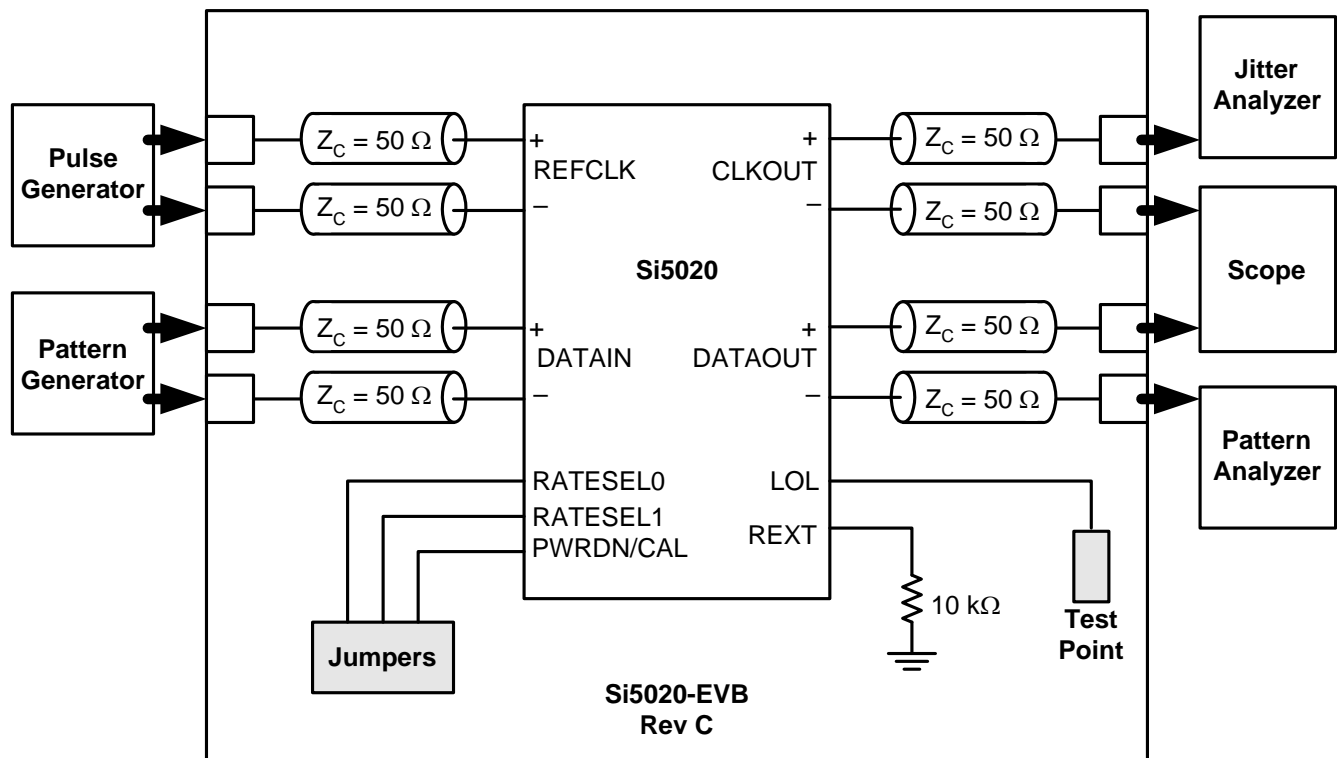 Pulse
Generator
Pattern
Generator
Z_C = 50 Ω
Z_C = 50 Ω
Z_C = 50 Ω
Z_C = 50 Ω
+
REFCLK
−
+
DATAIN
−
RATESEL0
RATESEL1
PWRDN/CAL
Si5020
+
CLKOUT
−
+
DATAOUT
−
LOL
REXT
Z_C = 50 Ω
Z_C = 50 Ω
Z_C = 50 Ω
Z_C = 50 Ω
Jitter
Analyzer
Scope
Pattern
Analyzer
10 kΩ
Test
Point
Jumpers
Si5020-EVB
Rev C